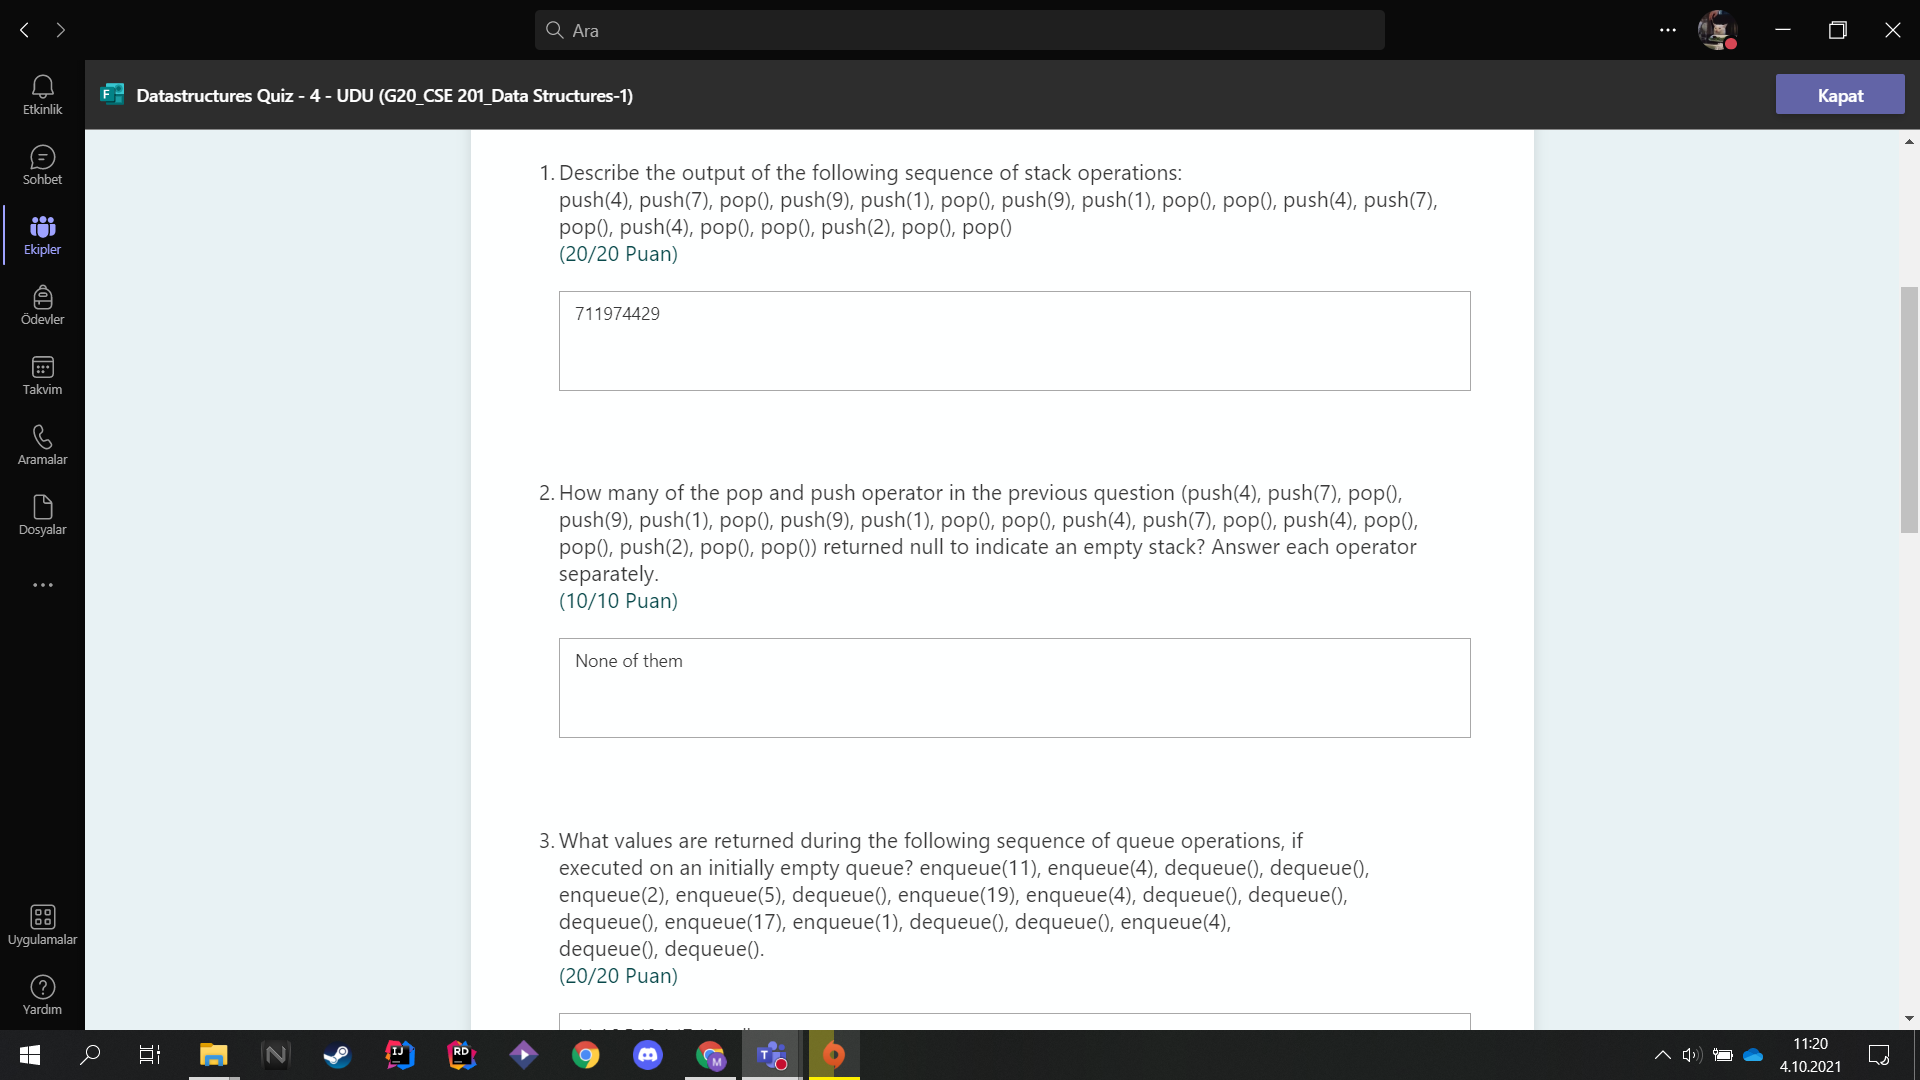 Ara
Datastructures Quiz - 4 - UDU (G20_CSE 201_Data Structures-1)
Kapat
Etkinlik
Sohbet
Ekipler
Ödevler
Takvim
Aramalar
Dosyalar
Uygulamalar
Yardım
1. Describe the output of the following sequence of stack operations:
push(4), push(7), pop(), push(9), push(1), pop(), push(9), push(1), pop(), pop(), push(4), push(7),
pop(), push(4), pop(), pop(), push(2), pop(), pop()
(20/20 Puan)
711974429
2. How many of the pop and push operator in the previous question (push(4), push(7), pop(),
push(9), push(1), pop(), push(9), push(1), pop(), pop(), push(4), push(7), pop(), push(4), pop(),
pop(), push(2), pop(), pop()) returned null to indicate an empty stack? Answer each operator
separately.
(10/10 Puan)
None of them
3. What values are returned during the following sequence of queue operations, if
executed on an initially empty queue? enqueue(11), enqueue(4), dequeue(), dequeue(),
enqueue(2), enqueue(5), dequeue(), enqueue(19), enqueue(4), dequeue(), dequeue(),
dequeue(), enqueue(17), enqueue(1), dequeue(), dequeue(), enqueue(4),
dequeue(), dequeue().
(20/20 Puan)
11:20
4.10.2021